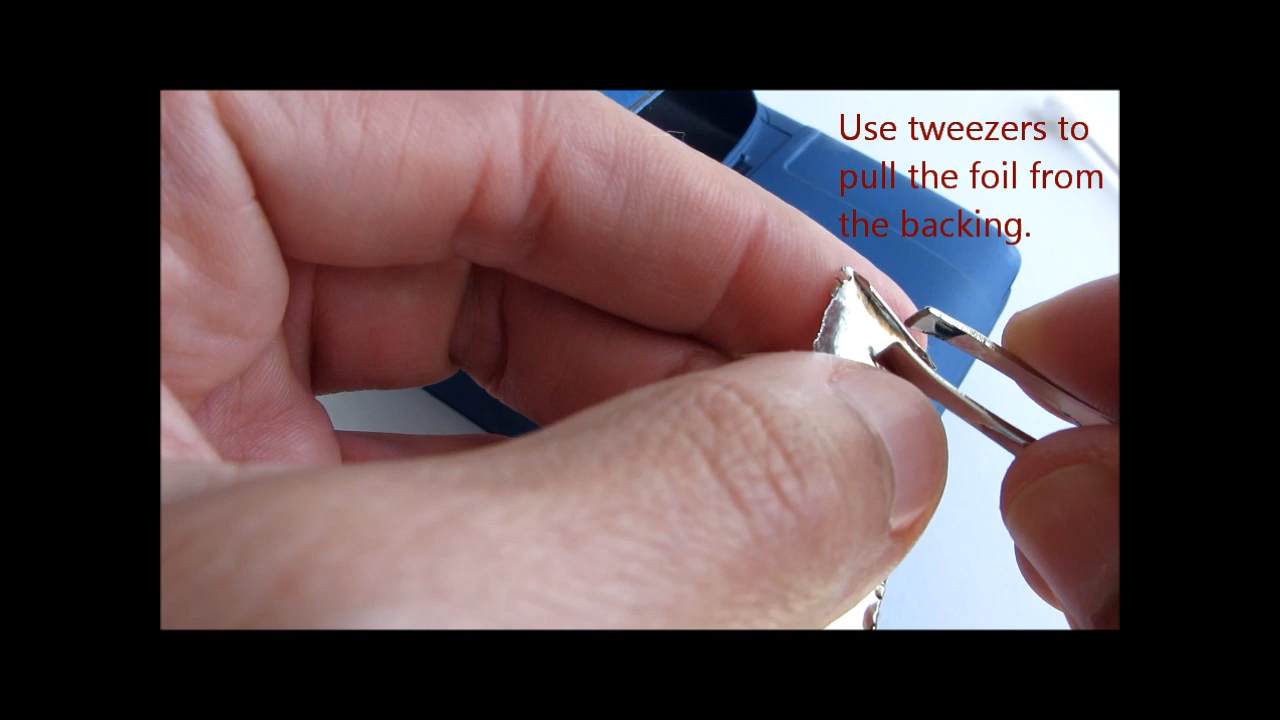 Use tweezers to
pull the foil from
the backing.